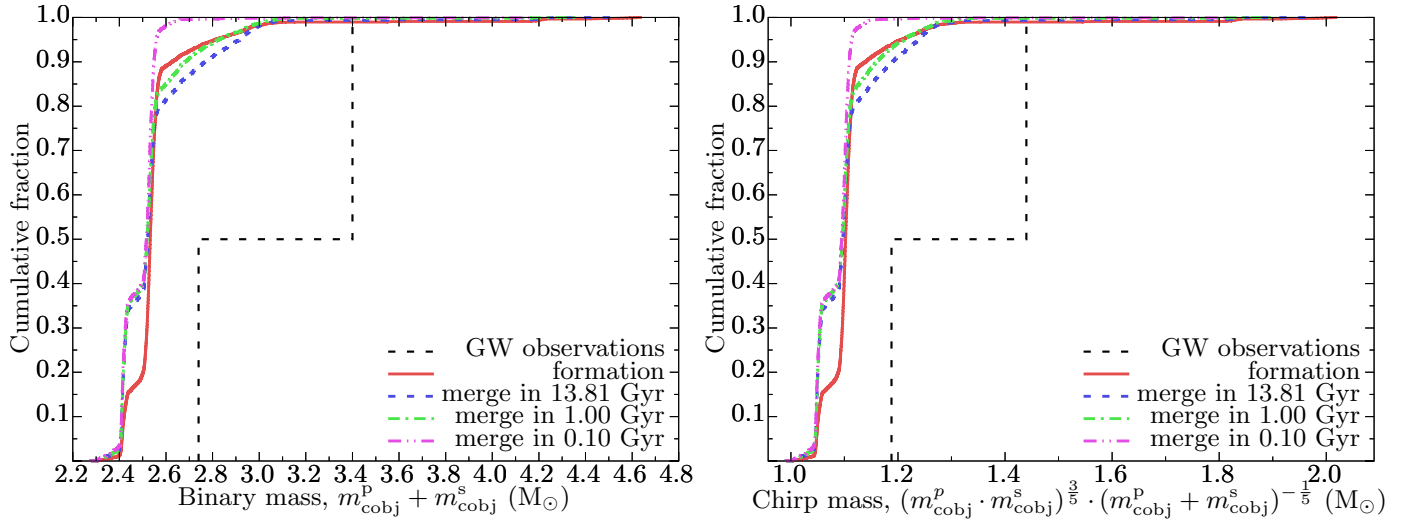 1.0
0.9
0.8
0.7
0.6
0.5
0.4
0.3
0.2
0.1
Cumulative fraction
GW observations
formation
merge in 13.81 Gyr
merge in 1.00 Gyr
merge in 0.10 Gyr
2.2 2.4 2.6 2.8 3.0 3.2 3.4 3.6 3.8 4.0 4.2 4.4 4.6 4.8
Binary mass, m^p_cobj + m^s_cobj (M⊙)
1.0
0.9
0.8
0.7
0.6
0.5
0.4
0.3
0.2
0.1
Cumulative fraction
GW observations
formation
merge in 13.81 Gyr
merge in 1.00 Gyr
merge in 0.10 Gyr
1.0 1.2 1.4 1.6 1.8 2.0
Chirp mass, (m^p_cobj · m^s_cobj)^{3/5} · (m^p_cobj + m^s_cobj)^{-1/5} (M⊙)